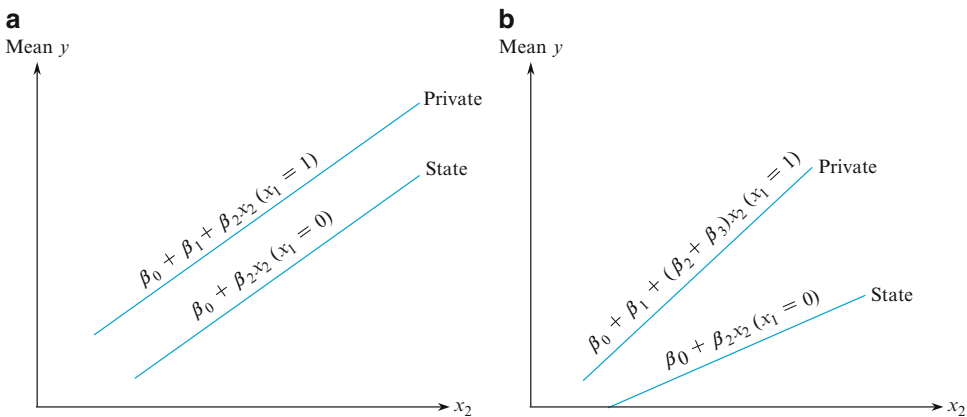 a
Mean y
Private
State
β₀ + β₁ + β₂x₂ (x₁ = 1)
β₀ + β₂x₂ (x₁ = 0)
x₂
b
Mean y
Private
State
β₀ + β₁ + (β₂ + β₃)x₂ (x₁ = 1)
β₀ + β₂x₂ (x₁ = 0)
x₂